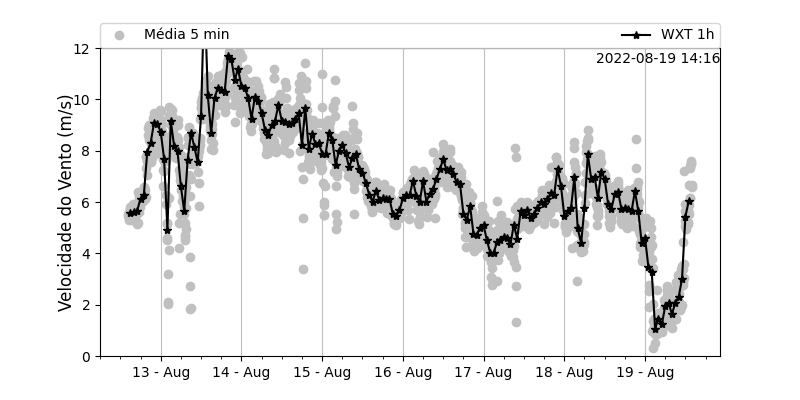 Média 5 min
WXT 1h
2022-08-19 14:16
Velocidade do Vento (m/s)
12
10
8
6
4
2
0
13 - Aug
14 - Aug
15 - Aug
16 - Aug
17 - Aug
18 - Aug
19 - Aug